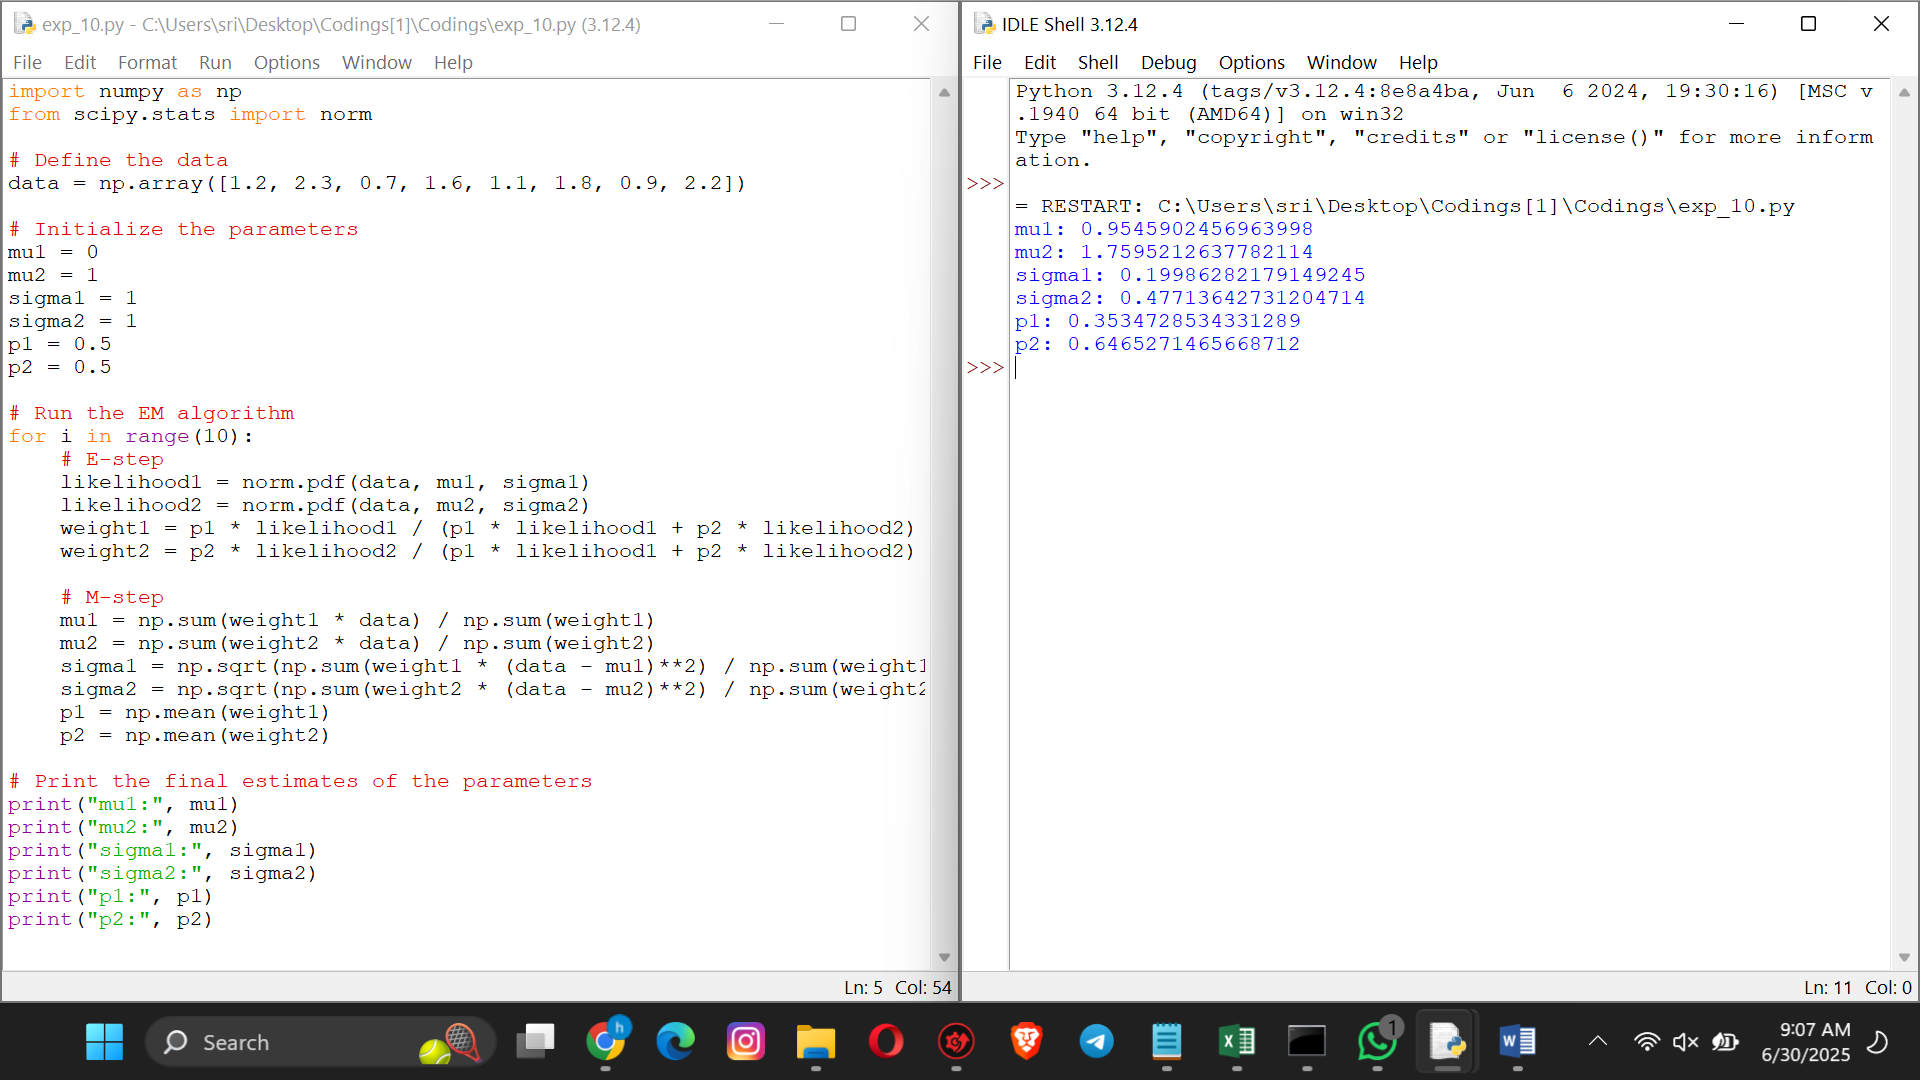 exp_10.py - C:\Users\sri\Desktop\Codings[1]\Codings\exp_10.py (3.12.4)
File Edit Format Run Options Window Help
import numpy as np
from scipy.stats import norm
# Define the data
data = np.array([1.2, 2.3, 0.7, 1.6, 1.1, 1.8, 0.9, 2.2])
# Initialize the parameters
mu1 = 0
mu2 = 1
sigma1 = 1
sigma2 = 1
p1 = 0.5
p2 = 0.5
# Run the EM algorithm
for i in range(10):
    # E-step
    likelihood1 = norm.pdf(data, mu1, sigma1)
    likelihood2 = norm.pdf(data, mu2, sigma2)
    weight1 = p1 * likelihood1 / (p1 * likelihood1 + p2 * likelihood2)
    weight2 = p2 * likelihood2 / (p1 * likelihood1 + p2 * likelihood2)
    # M-step
    mu1 = np.sum(weight1 * data) / np.sum(weight1)
    mu2 = np.sum(weight2 * data) / np.sum(weight2)
    sigma1 = np.sqrt(np.sum(weight1 * (data - mu1)**2) / np.sum(weight1
    sigma2 = np.sqrt(np.sum(weight2 * (data - mu2)**2) / np.sum(weight2
    p1 = np.mean(weight1)
    p2 = np.mean(weight2)
# Print the final estimates of the parameters
print("mu1:", mu1)
print("mu2:", mu2)
print("sigma1:", sigma1)
print("sigma2:", sigma2)
print("p1:", p1)
print("p2:", p2)
Ln: 5 Col: 54
IDLE Shell 3.12.4
File Edit Shell Debug Options Window Help
Python 3.12.4 (tags/v3.12.4:8e8a4ba, Jun  6 2024, 19:30:16) [MSC v
.1940 64 bit (AMD64)] on win32
Type "help", "copyright", "credits" or "license()" for more inform
ation.
>>>
= RESTART: C:\Users\sri\Desktop\Codings[1]\Codings\exp_10.py
mu1: 0.9545902456963998
mu2: 1.7595212637782114
sigma1: 0.19986282179149245
sigma2: 0.47713642731204714
p1: 0.3534728534331289
p2: 0.6465271465668712
>>>
Ln: 11 Col: 0
Search
h
1
9:07 AM
6/30/2025